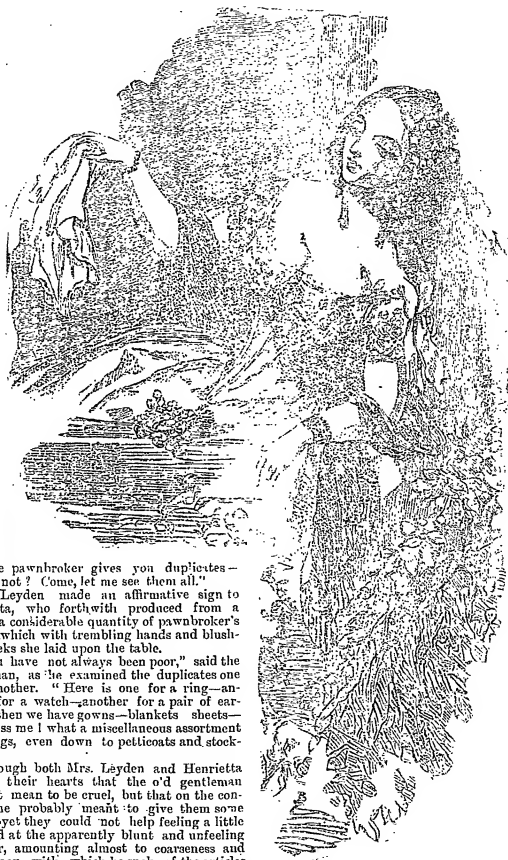 e pawnbroker gives you duplicates—
not? Come, let me see them all."
Leyden made an affirmative sign to
ta, who forthwith produced from a
a considerable quantity of pawnbroker's
which with trembling hands and blush-
eks she laid upon the table.
u have not always been poor," said the
an, as he examined the duplicates one
nother. "Here is one for a ring—an-
for a watch—another for a pair of ear-
then we have gowns—blankets sheets—
ss me! what a miscellaneous assortment
gs, even down to petticoats and stock-
ough both Mrs. Leyden and Henrietta
their hearts that the o'd gentleman
t mean to be cruel, but that on the con-
he probably meant to give them some
yet they could not help feeling a little
d at the apparently blunt and unfeeling
r, amounting almost to coarseness and
with which